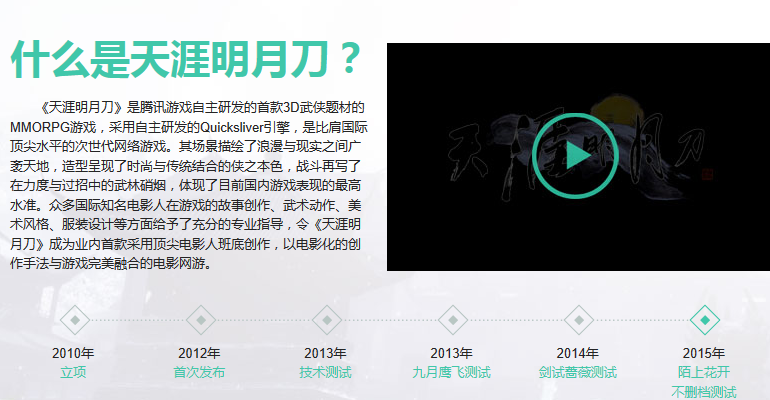 什么是天涯明月刀？
《天涯明月刀》是腾讯游戏自主研发的首款3D武侠题材的
MMORPG游戏，采用自主研发的Quicksliver引擎，是比肩国际
顶尖水平的次世代网络游戏。其场景描绘了浪漫与现实之间广
袤天地，造型呈现了时尚与传统结合的侠之本色，战斗再写了
在力度与过招中的武林硝烟，体现了目前国内游戏表现的最高
水准。众多国际知名电影人在游戏的故事创作、武术动作、美
术风格、服装设计等方面给予了充分的专业指导，令《天涯明
月刀》成为业内首款采用顶尖电影人班底创作，以电影化的创
作手法与游戏完美融合的电影网游。
天涯明月刀
2010年
立项
2012年
首次发布
2013年
技术测试
2013年
九月鹰飞测试
2014年
剑试蔷薇测试
2015年
陌上花开
不删档测试